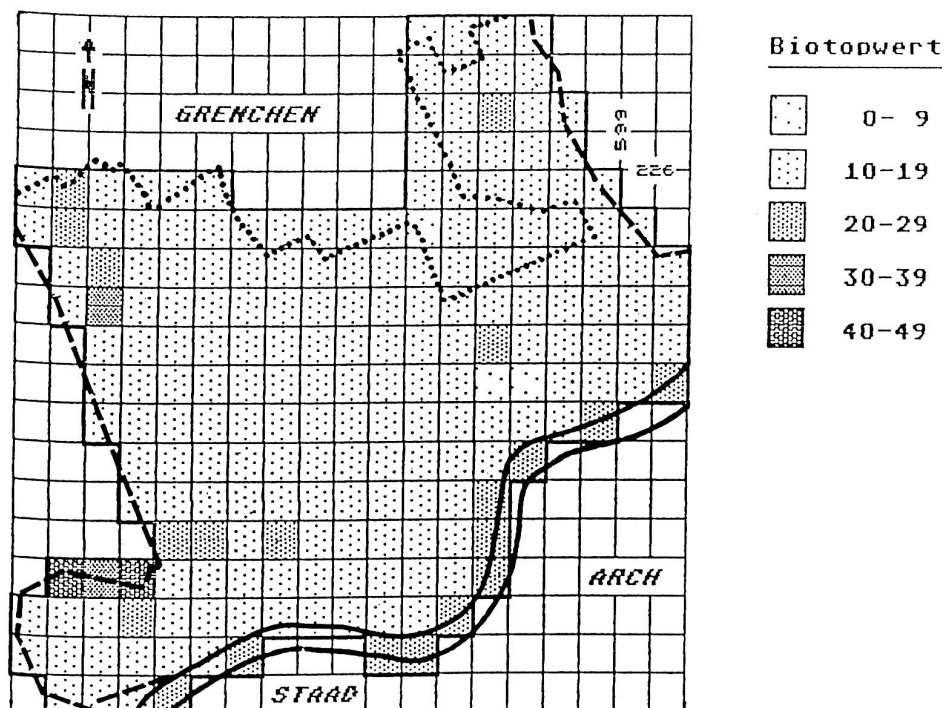 Biotopwert
0- 9
10-19
20-29
30-39
40-49
N
GRENCHEN
599
226
ARCH
STAAD